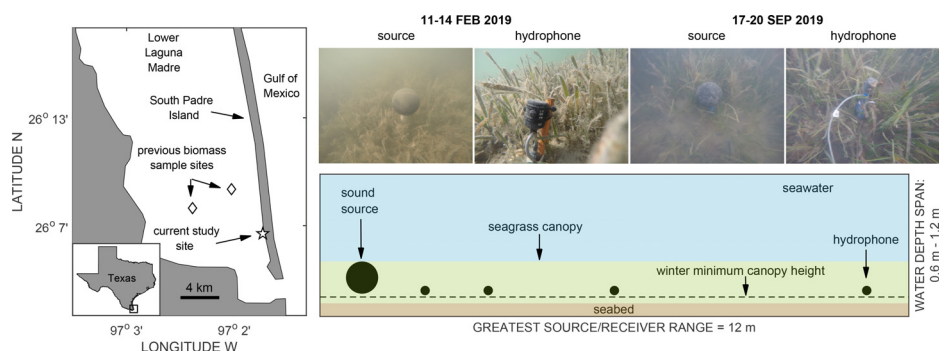 Lower
Laguna
Madre
Gulf of
Mexico
South Padre
Island
previous biomass
sample sites
current study
site
Texas
4 km
26° 13'
26° 7'
LATITUDE N
97° 3'
97° 2'
LONGITUDE W
11-14 FEB 2019
source
hydrophone
17-20 SEP 2019
source
hydrophone
sound
source
seawater
seagrass canopy
hydrophone
winter minimum canopy height
seabed
WATER DEPTH SPAN:
0.6 m - 1.2 m
GREATEST SOURCE/RECEIVER RANGE = 12 m